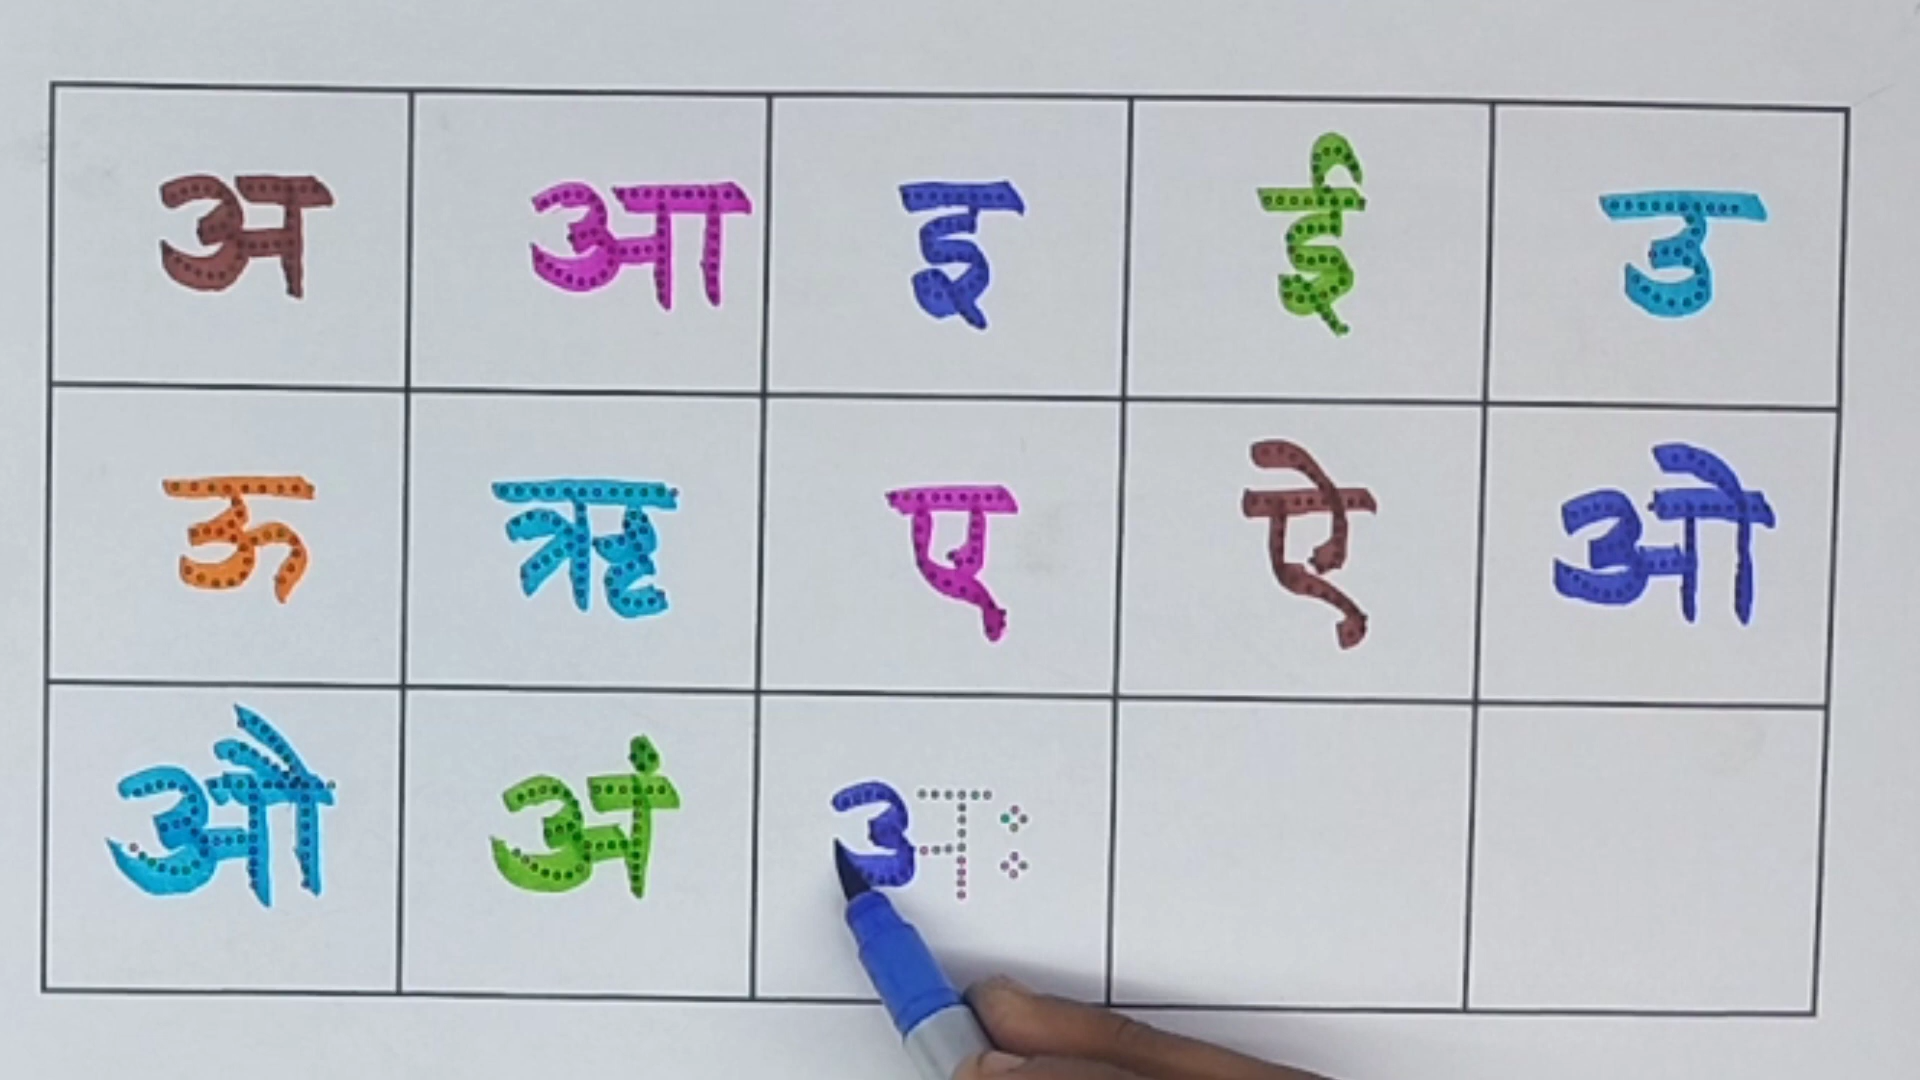 अ आ इ ई उ
ऊ ऋ ए ऐ ओ
औ अं अः